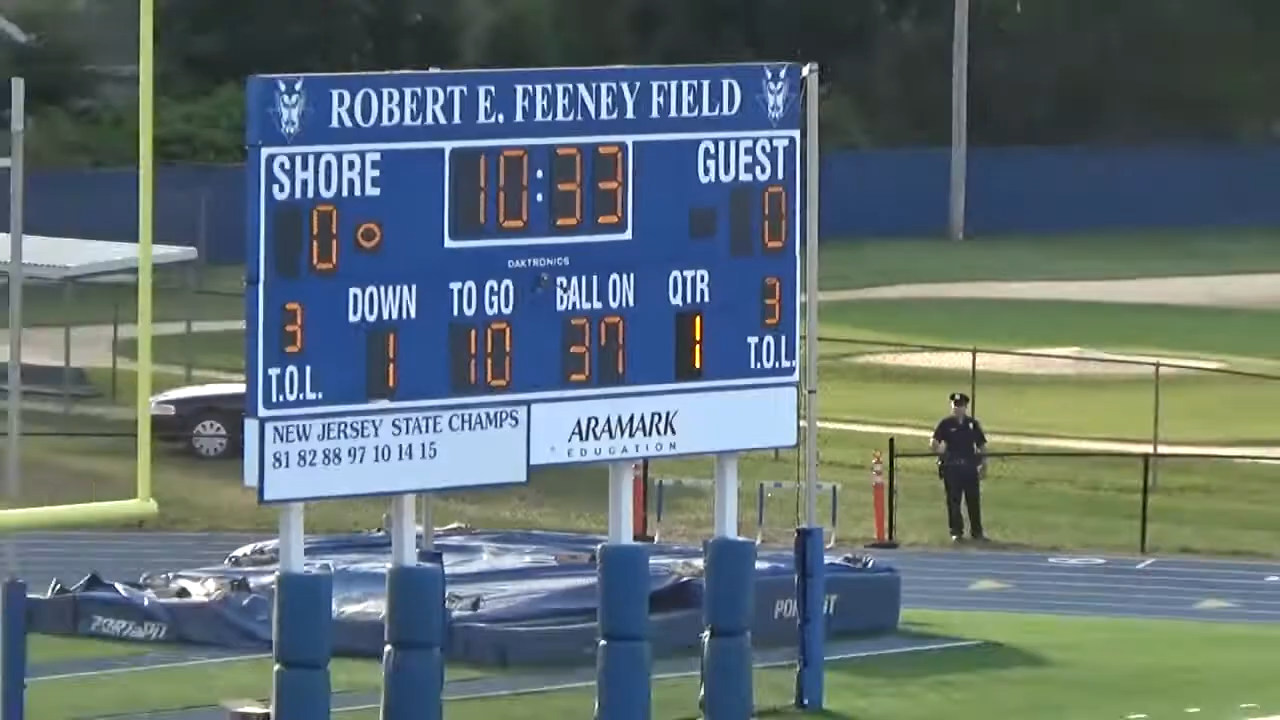 ROBERT E. FEENEY FIELD
SHORE 10:33 GUEST
0 0
DAKTRONICS
DOWN TO GO BALL ON QTR
3 1 10 37 1 3
T.O.L. T.O.L.
NEW JERSEY STATE CHAMPS
81 82 88 97 10 14 15
ARAMARK
EDUCATION
PORTaPIT